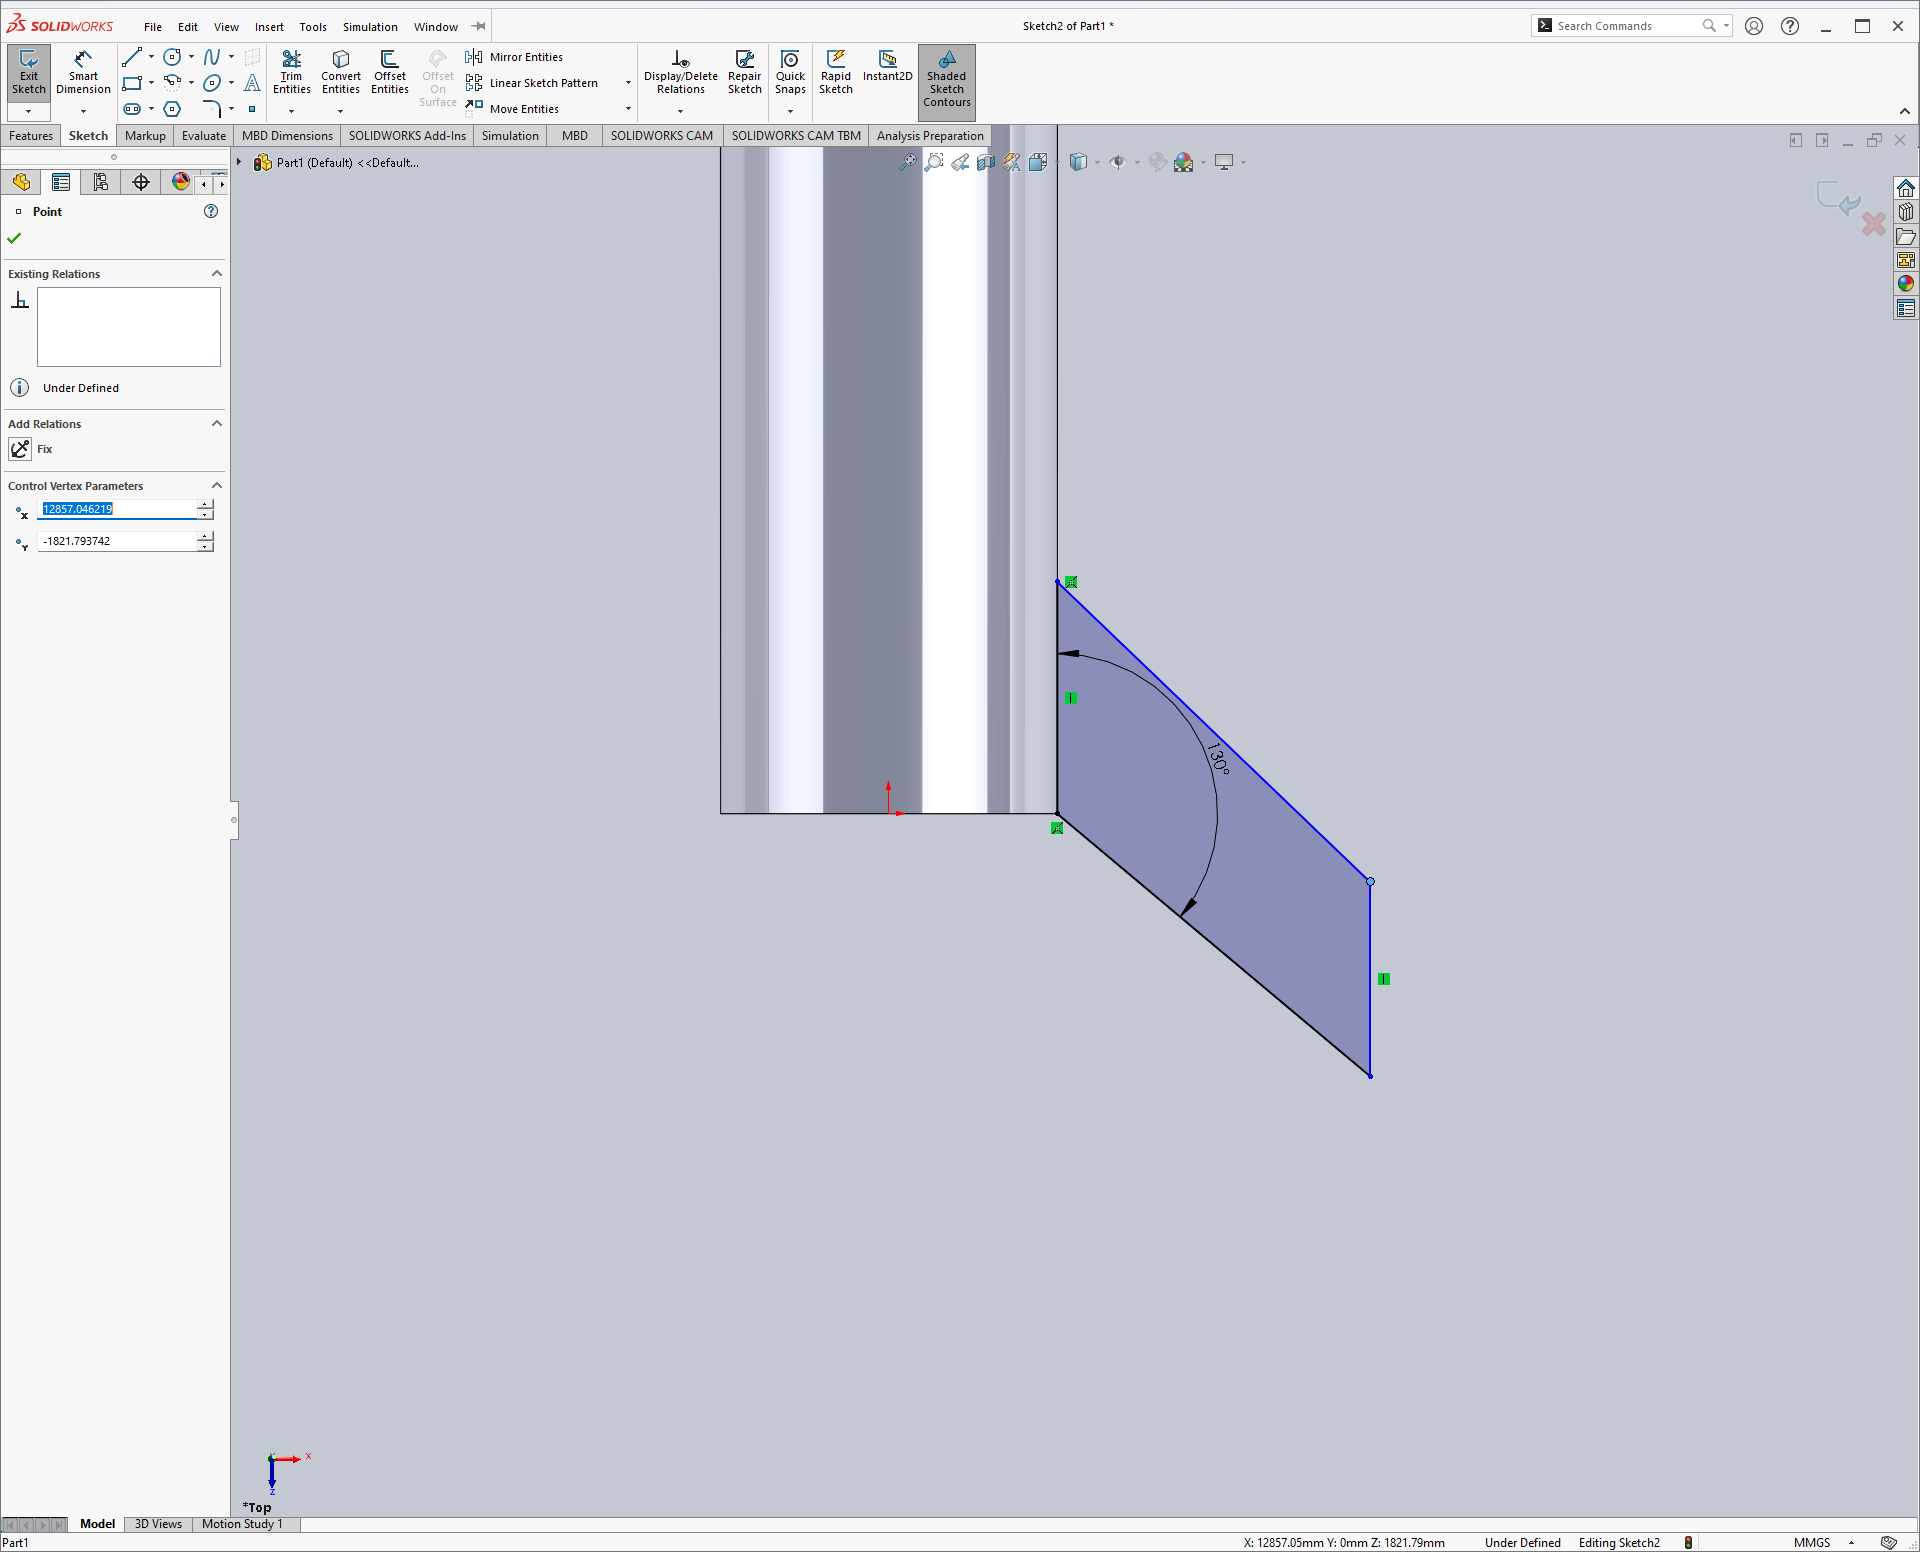 SOLIDWORKS File Edit View Insert Tools Simulation Window Sketch2 of Part1 * Search Commands
Exit Sketch
Smart Dimension
Trim Entities
Convert Entities
Offset Entities
Offset On Surface
Mirror Entities
Linear Sketch Pattern
Move Entities
Display/Delete Relations
Repair Sketch
Quick Snaps
Rapid Sketch
Instant2D
Shaded Sketch Contours
Features Sketch Markup Evaluate MBD Dimensions SOLIDWORKS Add-Ins Simulation MBD SOLIDWORKS CAM SOLIDWORKS CAM TBM Analysis Preparation
Part1 (Default) <<Default...
Point
Existing Relations
Under Defined
Add Relations
Fix
Control Vertex Parameters
X 12857.046219
Y -1821.793742
130°
X
Z
*Top
Model 3D Views Motion Study 1
Part1 X: 12857.05mm Y: 0mm Z: 1821.79mm Under Defined Editing Sketch2 MMGS